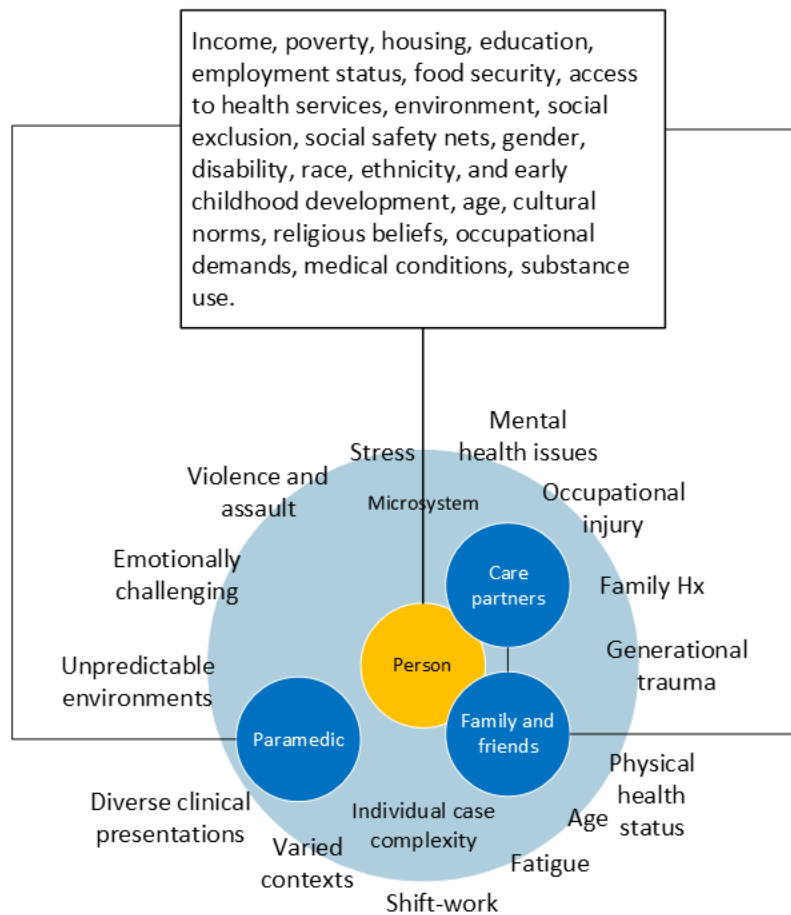 Income, poverty, housing, education,
employment status, food security, access
to health services, environment, social
exclusion, social safety nets, gender,
disability, race, ethnicity, and early
childhood development, age, cultural
norms, religious beliefs, occupational
demands, medical conditions, substance
use.
Mental
health issues
Stress
Violence and
assault
Microsystem
Occupational
injury
Emotionally
challenging
Care
partners
Family Hx
Unpredictable
environments
Person
Generational
trauma
Paramedic
Family and
friends
Physical
health
status
Diverse clinical
presentations
Individual case
complexity
Age
Varied
contexts
Fatigue
Shift-work